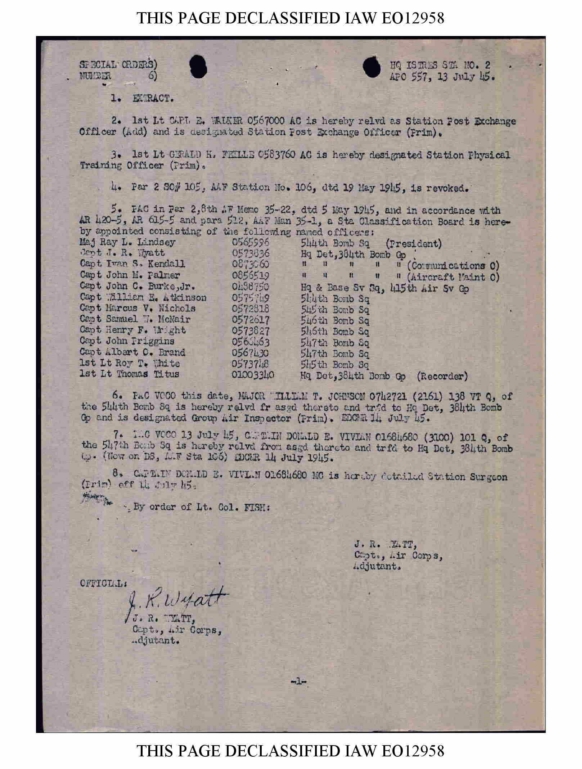 THIS PAGE DECLASSIFIED IAW EO12958
SPECIAL ORDERS) HQ ISTRES STA NO. 2
NUMBER 6) APO 557, 13 July 45.
1. EXTRACT.
2. 1st Lt CARL E. WALKER 0567000 AC is hereby relvd as Station Post Exchange
Officer (Add) and is designated Station Post Exchange Officer (Prim).
3. 1st Lt GERALD K. 0583760 AC is hereby designated Station Physical
Training Officer (Prim).
4. Par 2 SO# 105, AAF Station No. 106, dtd 19 May 1945, is revoked.
5. PAC in Par 2,8th AF Memo 35-22, dtd 5 May 1945, and in accordance with
AR 420-5, AR 615-5 and para 512, AAF Man 35-1, a Sta Classification Board is here-
by appointed consisting of the following named officers:
Maj Ray L. Lindsey 0565996 544th Bomb Sq (President)
Capt J. R. Wyatt 0573836 Hq Det,384th Bomb Gp
Capt Ivan S. Kendall 0873060 " " " " (Communications O)
Capt John M. Palmer 0856519 " " " " (Aircraft Maint O)
Capt John C. Burke,Jr. 0488750 Hq & Base Sv Sq, 415th Air Sv Gp
Capt William E. Atkinson 0575749 544th Bomb Sq
Capt Marcus V. Nichols 0572818 545th Bomb Sq
Capt Samuel W. McNair 0572617 546th Bomb Sq
Capt Henry F. Wright 0573827 546th Bomb Sq
Capt John Friggins 547th Bomb Sq
Capt Albert O. Brand 0567430 547th Bomb Sq
1st Lt Roy T. White 0573748 545th Bomb Sq
1st Lt Thomas Titus 01003340 Hq Det,384th Bomb Gp (Recorder)
6. PAC VOCO this date, MAJOR WILLIAM T. JOHNSON 0742721 (2161) 138 VT Q, of
the 544th Bomb Sq is hereby relvd fr asgd thereto and trfd to Hq Det, 384th Bomb
Gp and is designated Group Air Inspector (Prim). EDCMR 14 July 45.
7. PAC VOCO 13 July 45, CAPTAIN DONALD E. VIVIAN 01684680 (3100) 101 Q, of
the 547th Bomb Sq is hereby relvd from asgd thereto and trfd to Hq Det, 384th Bomb
Gp. (Now on DS, AAF Sta 106) EDCMR 14 July 1945.
8. CAPTAIN DONALD E. VIVIAN 01684680 MC is hereby detailed Station Surgeon
(Prim) eff 14 July 45.
By order of Lt. Col. FISH:
J. R. WYATT,
Capt., Air Corps,
Adjutant.
OFFICIAL:
J. R. Wyatt
J. R. WYATT,
Capt., Air Corps,
Adjutant.
-1-
THIS PAGE DECLASSIFIED IAW EO12958